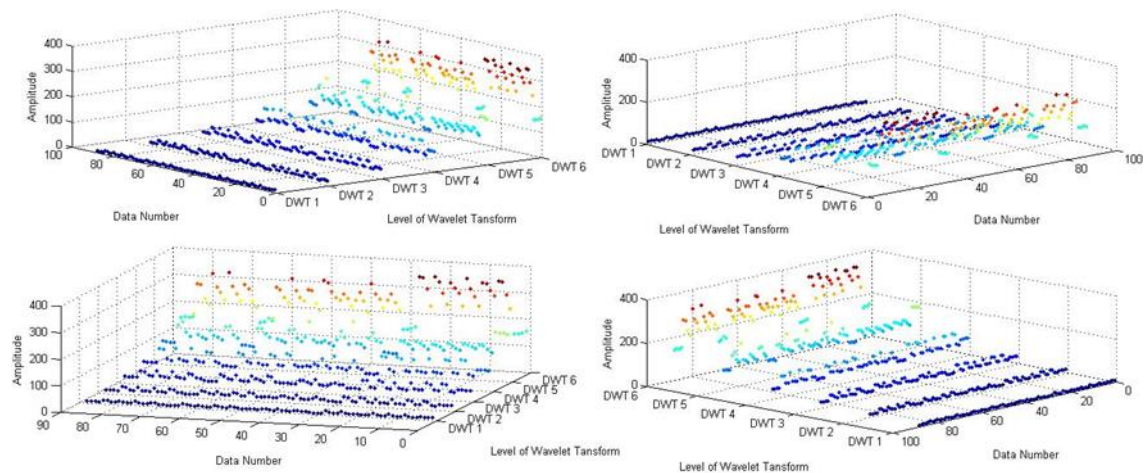 400
300
200
100
0
Amplitude
100
80
60
40
20
0
Data Number
DWT 1
DWT 2
DWT 3
DWT 4
DWT 5
DWT 6
Level of Wavelet Tansform
400
200
0
Amplitude
DWT 1
DWT 2
DWT 3
DWT 4
DWT 5
DWT 6
Level of Wavelet Tansform
0
20
40
60
80
100
Data Number
400
300
200
100
0
Amplitude
90
80
70
60
50
40
30
20
10
0
Data Number
DWT 1
DWT 2
DWT 3
DWT 4
DWT 5
DWT 6
Level of Wavelet Tansform
400
200
0
Amplitude
DWT 6
DWT 5
DWT 4
DWT 3
DWT 2
DWT 1
Level of Wavelet Tansform
100
80
60
40
20
0
Data Number